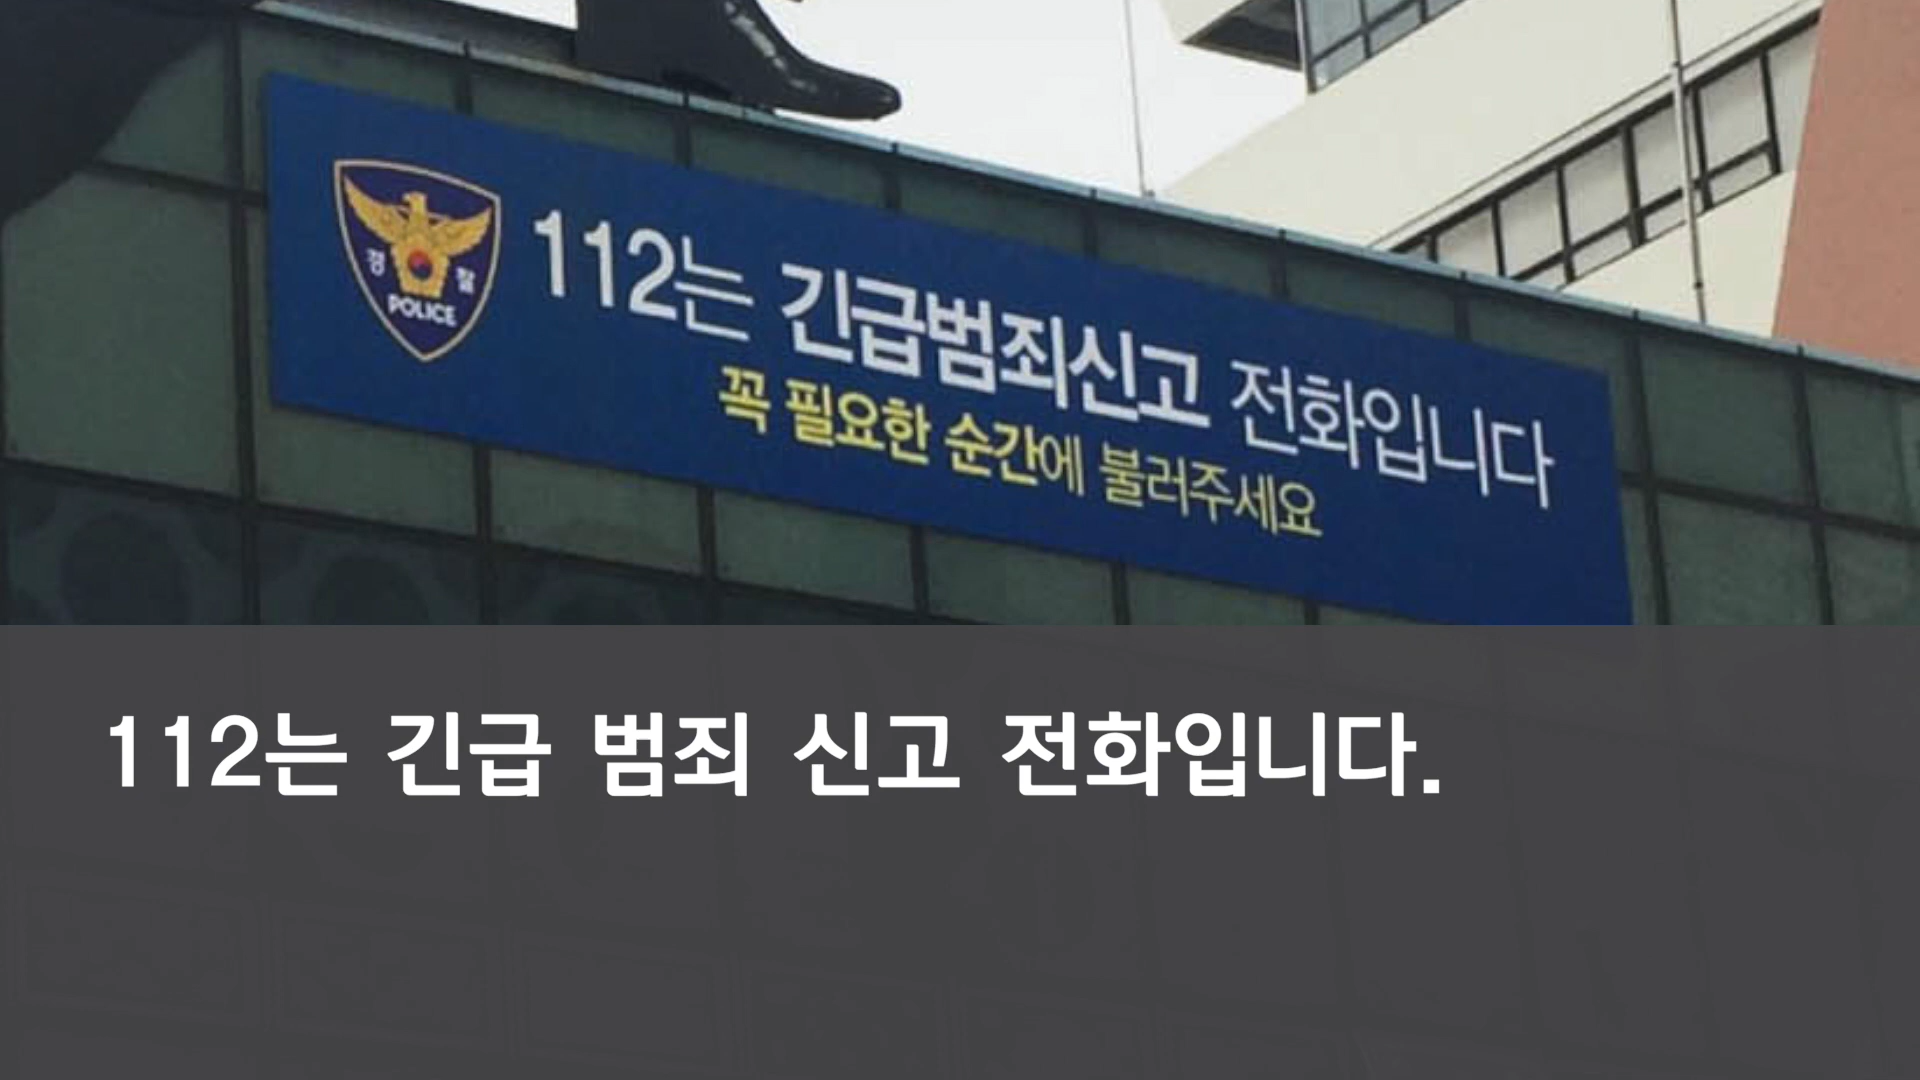 경찰
POLICE
112는 긴급범죄신고 전화입니다
꼭 필요한 순간에 불러주세요
112는 긴급 범죄 신고 전화입니다.